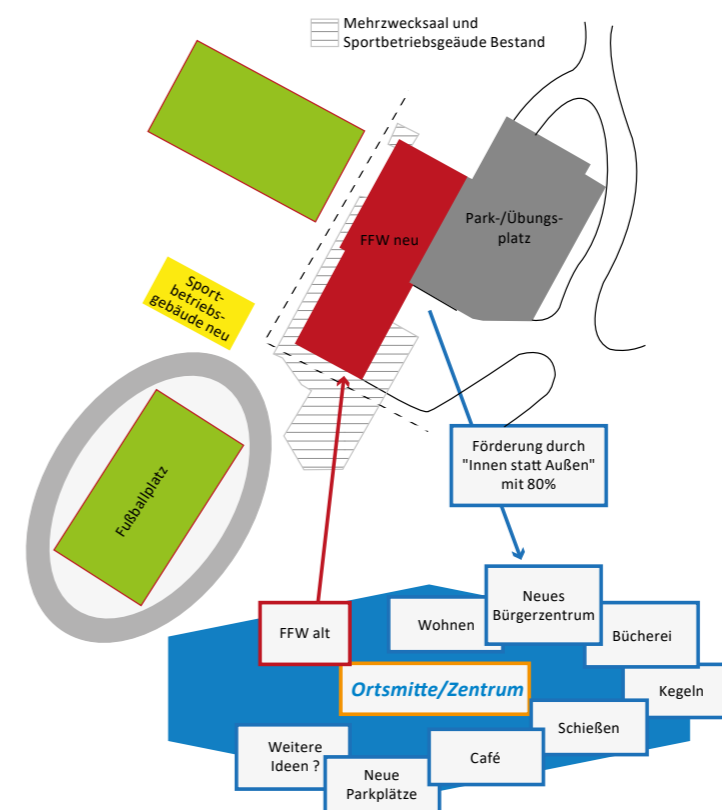 Mehrzwecksaal und
Sportbetriebsgeäude Bestand
FFW neu
Park-/Übungs-
platz
Sport-
betriebs-
gebäude neu
Fußballplatz
Förderung durch
"Innen statt Außen"
mit 80%
FFW alt
Wohnen
Neues
Bürgerzentrum
Bücherei
Ortsmitte/Zentrum
Kegeln
Schießen
Café
Weitere
Ideen ?
Neue
Parkplätze